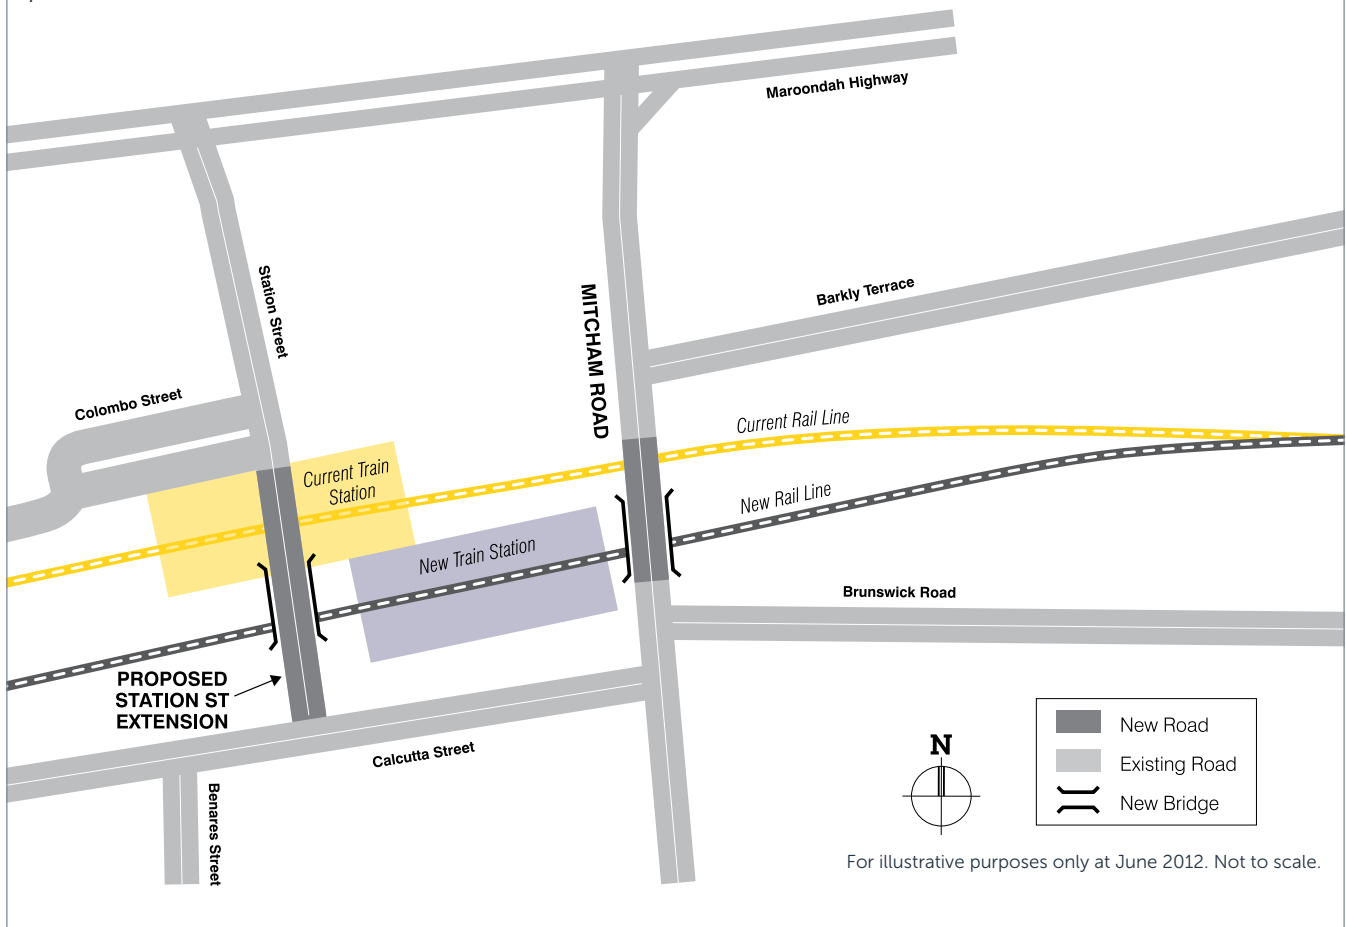 Maroondah Highway
Station Street
MITCHAM ROAD
Barkly Terrace
Colombo Street
Current Rail Line
Current Train
Station
New Rail Line
New Train Station
Brunswick Road
PROPOSED
STATION ST
EXTENSION
Calcutta Street
Benares Street
N
New Road
Existing Road
New Bridge
For illustrative purposes only at June 2012. Not to scale.